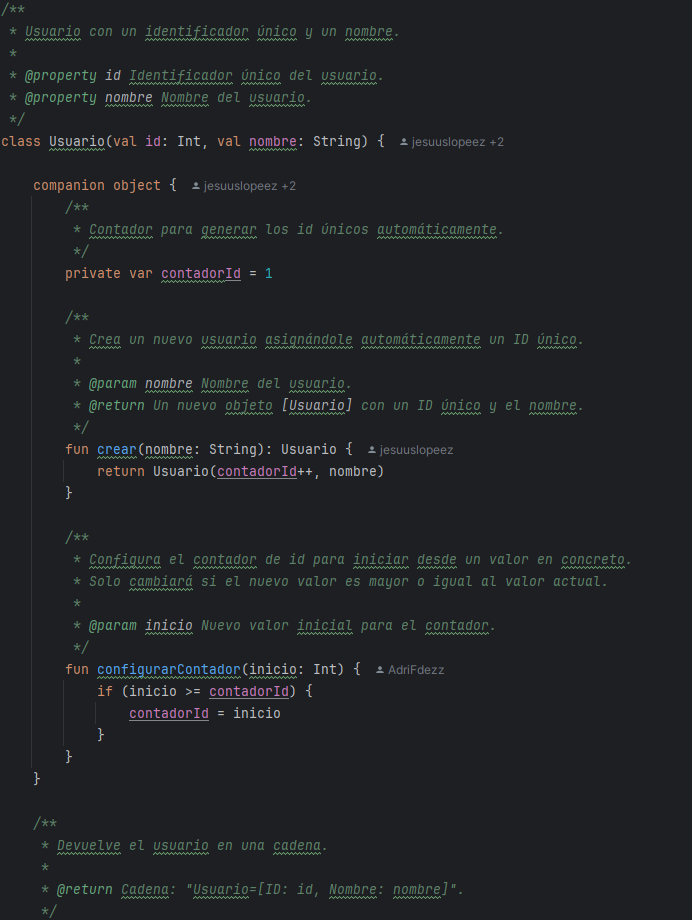 /**
 * Usuario con un identificador único y un nombre.
 *
 * @property id Identificador único del usuario.
 * @property nombre Nombre del usuario.
 */
class Usuario(val id: Int, val nombre: String) { jesuuslopeez +2
companion object { jesuuslopeez +2
/**
 * Contador para generar los id únicos automáticamente.
 */
private var contadorId = 1
/**
 * Crea un nuevo usuario asignándole automáticamente un ID único.
 *
 * @param nombre Nombre del usuario.
 * @return Un nuevo objeto [Usuario] con un ID único y el nombre.
 */
fun crear(nombre: String): Usuario { jesuuslopeez
return Usuario(contadorId++, nombre)
}
/**
 * Configura el contador de id para iniciar desde un valor en concreto.
 * Solo cambiará si el nuevo valor es mayor o igual al valor actual.
 *
 * @param inicio Nuevo valor inicial para el contador.
 */
fun configurarContador(inicio: Int) { AdriFdezz
if (inicio >= contadorId) {
contadorId = inicio
}
}
}
/**
 * Devuelve el usuario en una cadena.
 *
 * @return Cadena: "Usuario=[ID: id, Nombre: nombre]".
 */